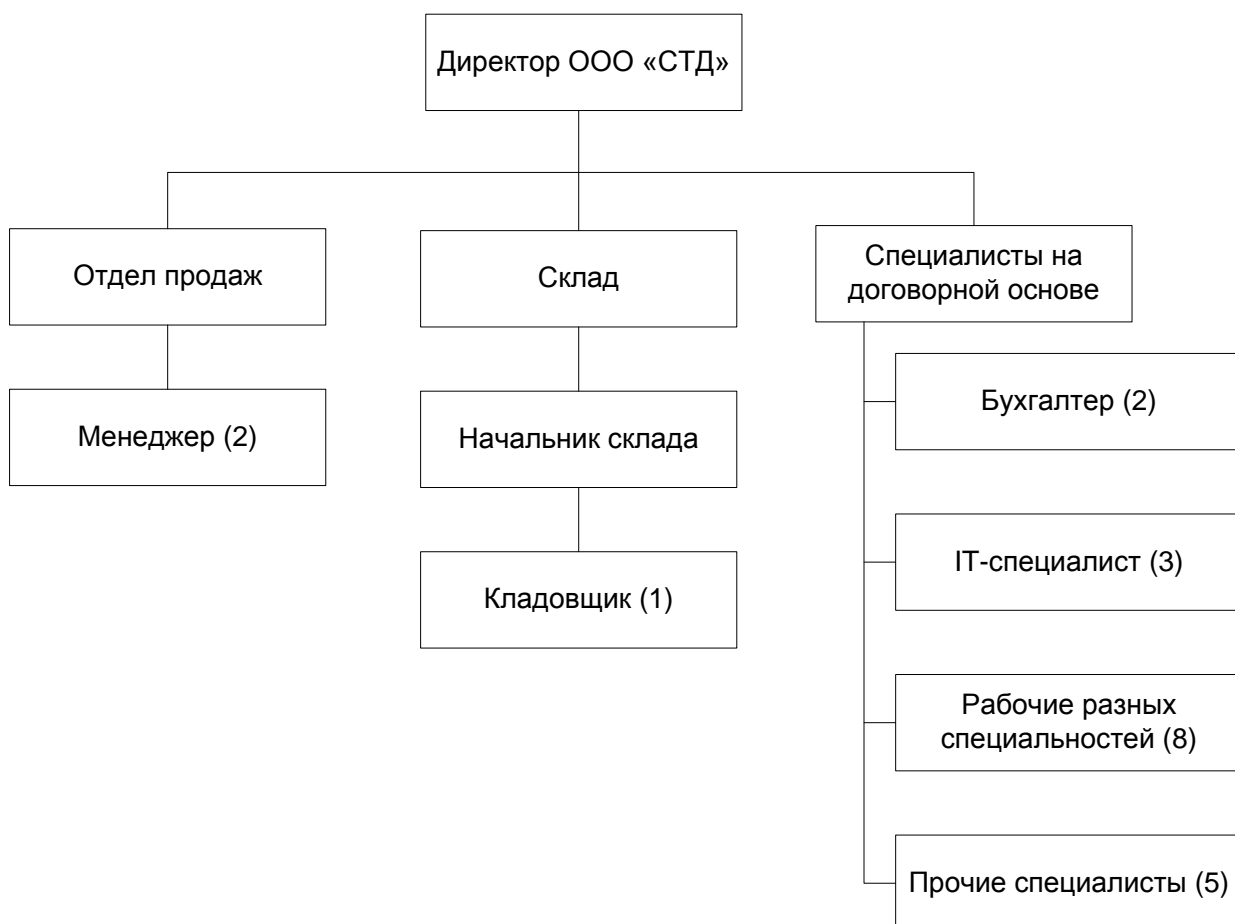 Директор ООО «СТД»
Отдел продаж
Склад
Специалисты на
договорной основе
Менеджер (2)
Начальник склада
Кладовщик (1)
Бухгалтер (2)
IT-специалист (3)
Рабочие разных
специальностей (8)
Прочие специалисты (5)